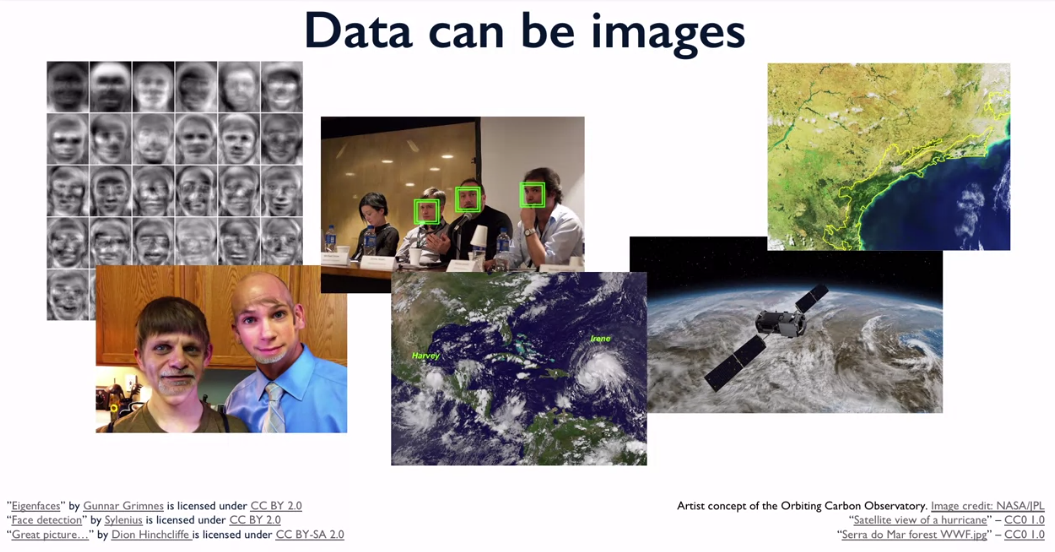 Data can be images
Harvey
Irene
"Eigenfaces" by Gunnar Grimnes is licensed under CC BY 2.0
"Face detection" by Sylenius is licensed under CC BY 2.0
"Great picture…" by Dion Hinchcliffe is licensed under CC BY-SA 2.0
Artist concept of the Orbiting Carbon Observatory. Image credit: NASA/JPL
"Satellite view of a hurricane" – CC0 1.0
"Serra do Mar forest WWF.jpg" – CC0 1.0